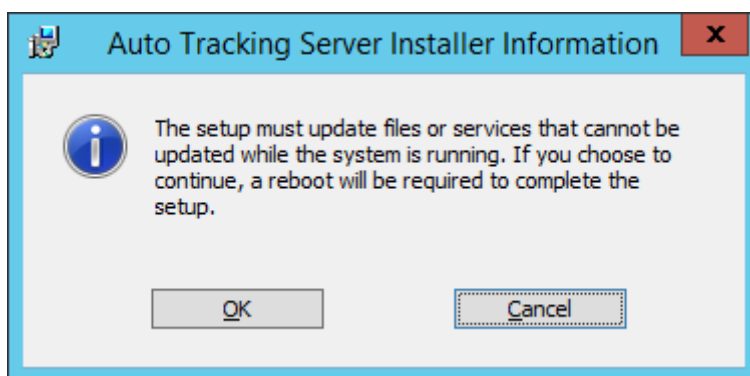 Auto Tracking Server Installer Information
x
The setup must update files or services that cannot be
updated while the system is running. If you choose to
continue, a reboot will be required to complete the
setup.
OK
Cancel